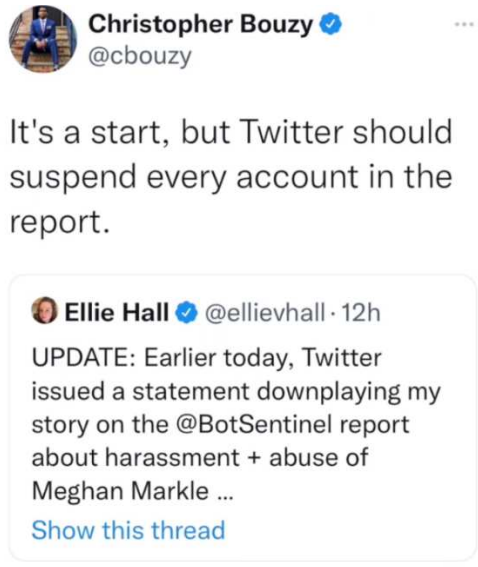 Christopher Bouzy
@cbouzy
It's a start, but Twitter should
suspend every account in the
report.
Ellie Hall @ellievhall · 12h
UPDATE: Earlier today, Twitter
issued a statement downplaying my
story on the @BotSentinel report
about harassment + abuse of
Meghan Markle ...
Show this thread